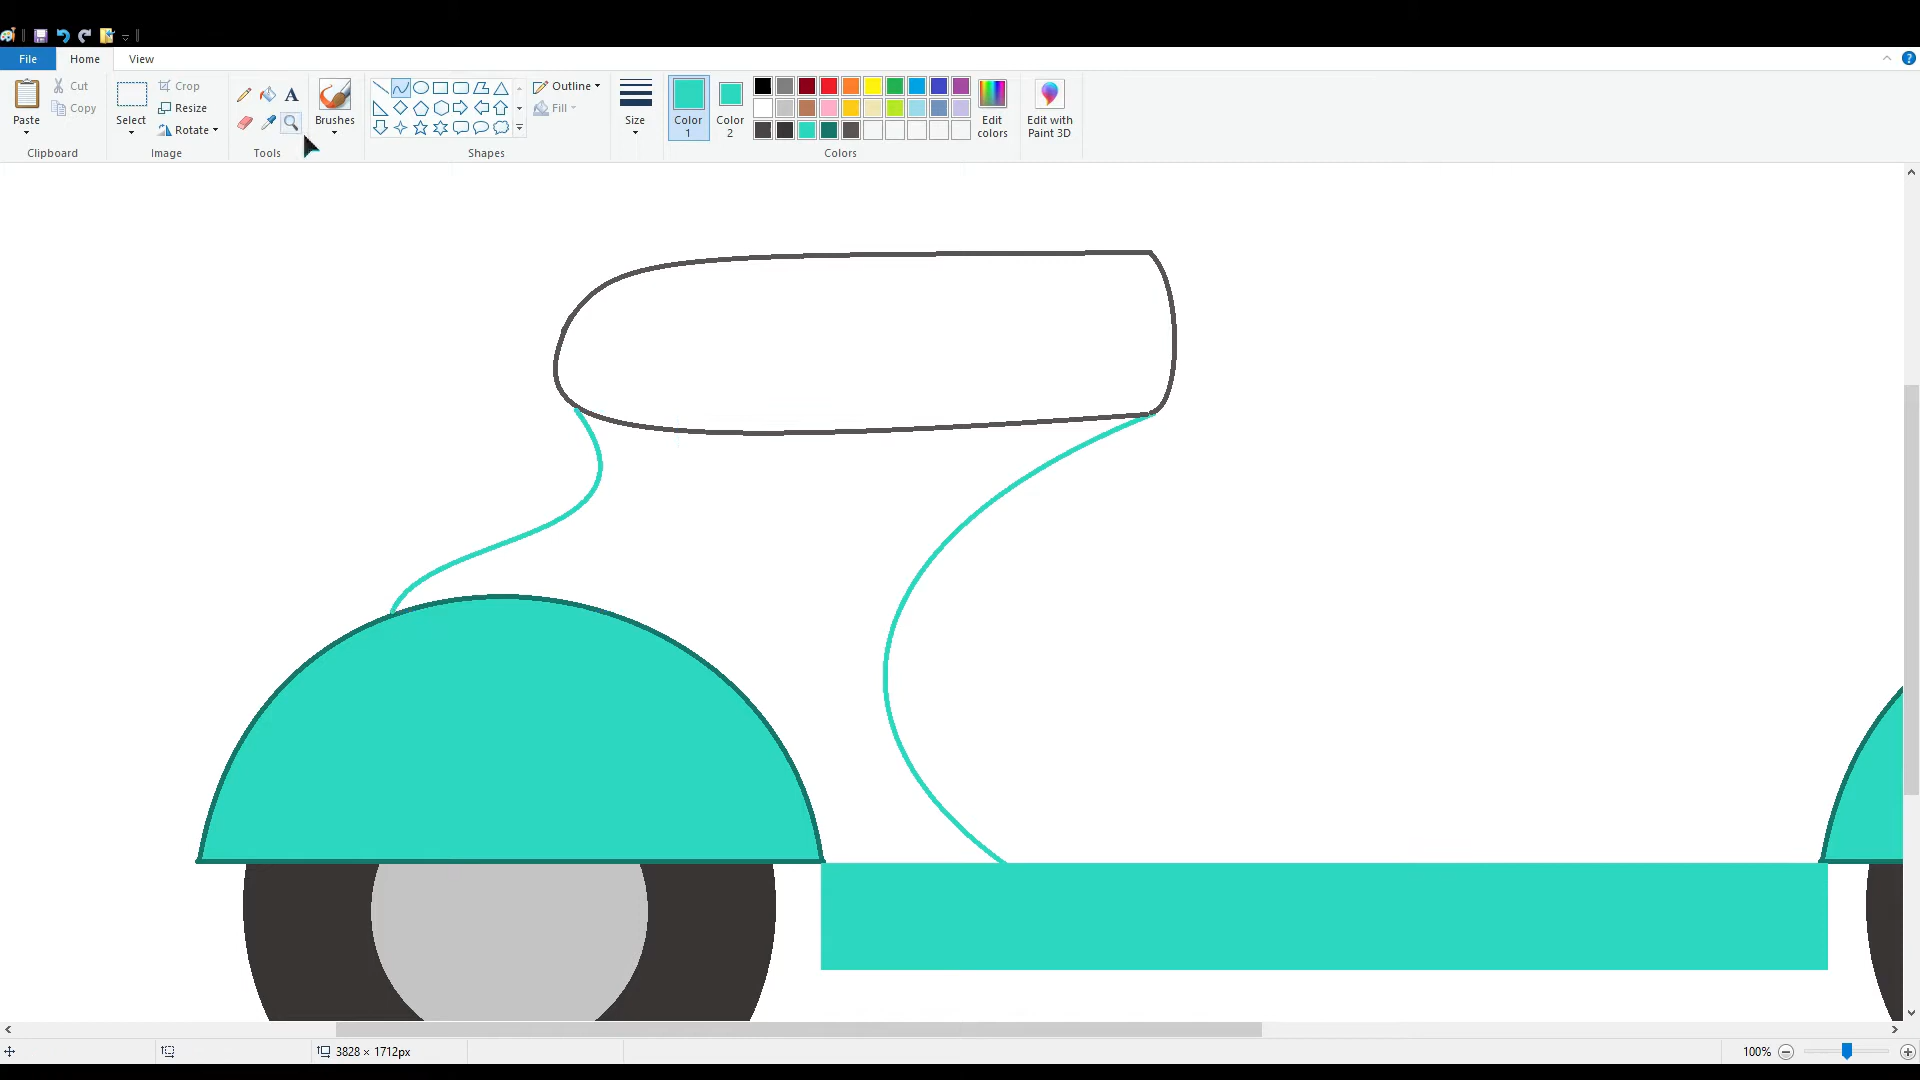 File Home View
Paste Cut Copy Clipboard
Select Crop Resize Rotate Image
A Tools
Brushes
Shapes Outline Fill
Size
Color 1 Color 2 Colors
Edit colors
Edit with Paint 3D
?
3828 × 1712px
100%